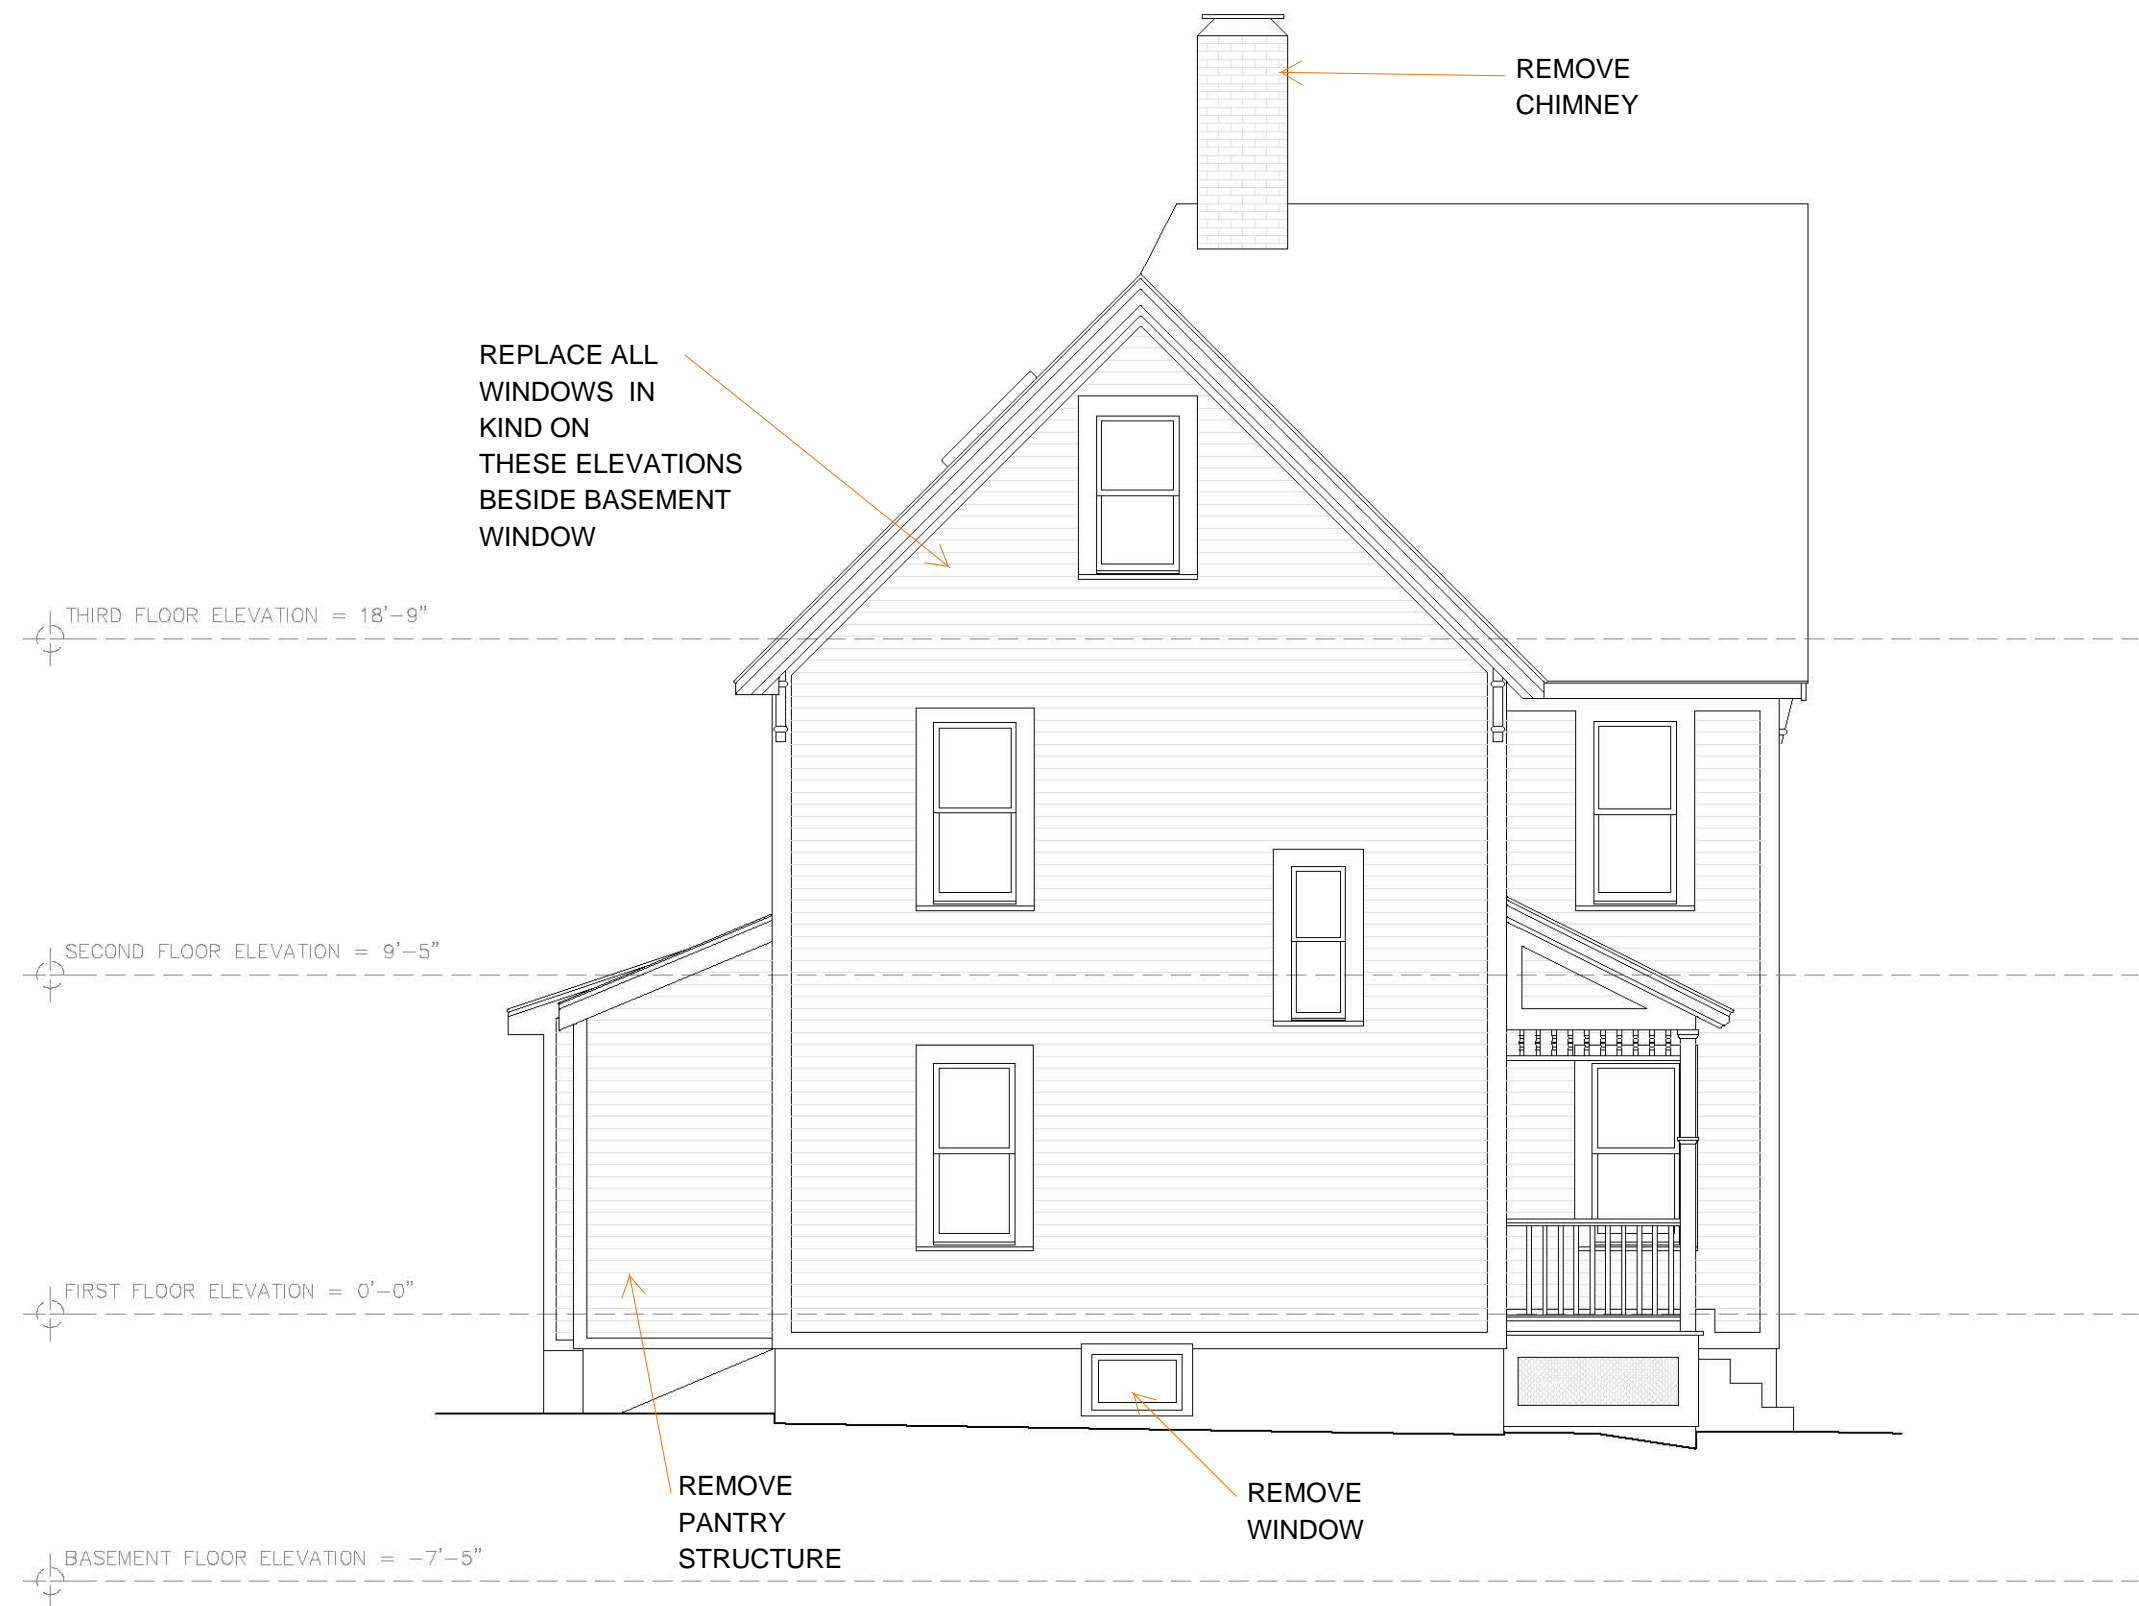 REMOVE
CHIMNEY
REPLACE ALL
WINDOWS  IN
KIND ON
THESE ELEVATIONS
BESIDE BASEMENT
WINDOW
THIRD FLOOR ELEVATION = 18'-9"
SECOND FLOOR ELEVATION = 9'-5"
FIRST FLOOR ELEVATION = 0'-0"
REMOVE
PANTRY
STRUCTURE
REMOVE
WINDOW
BASEMENT FLOOR ELEVATION = -7'-5"